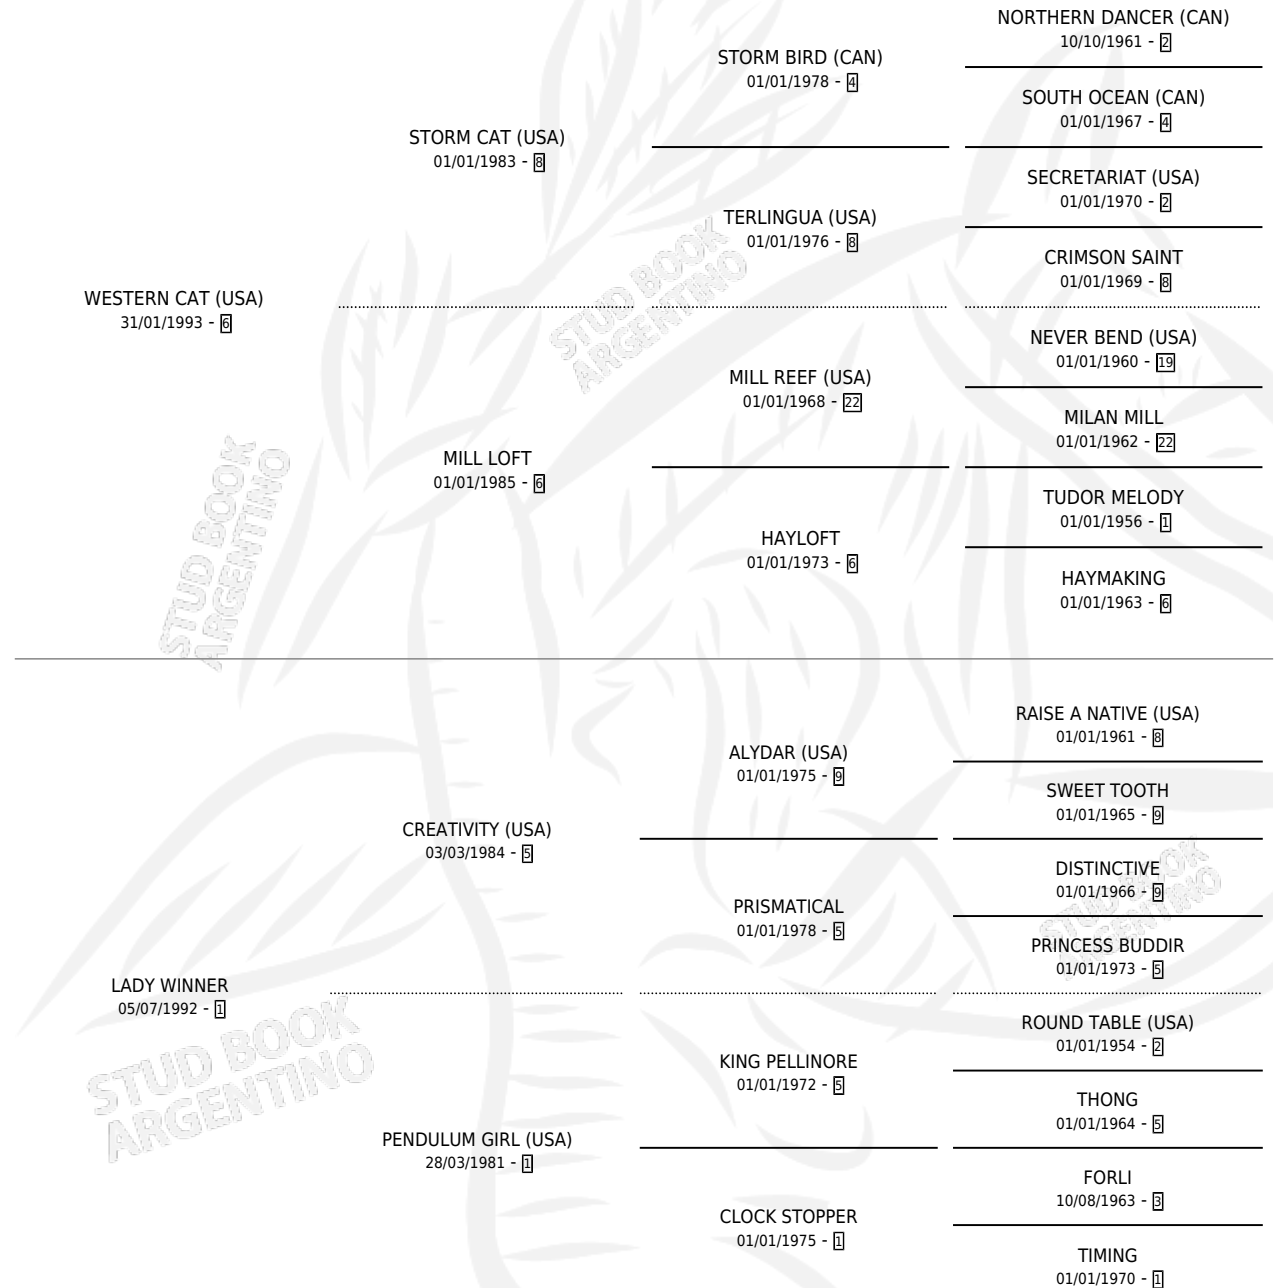 NORTHERN DANCER (CAN)
10/10/1961 - 2
STORM BIRD (CAN)
01/01/1978 - 4
SOUTH OCEAN (CAN)
01/01/1967 - 4
STORM CAT (USA)
01/01/1983 - 8
SECRETARIAT (USA)
01/01/1970 - 2
TERLINGUA (USA)
01/01/1976 - 8
CRIMSON SAINT
01/01/1969 - 8
WESTERN CAT (USA)
31/01/1993 - 6
NEVER BEND (USA)
01/01/1960 - 19
MILL REEF (USA)
01/01/1968 - 22
MILAN MILL
01/01/1962 - 22
MILL LOFT
01/01/1985 - 6
TUDOR MELODY
01/01/1956 - 1
HAYLOFT
01/01/1973 - 6
HAYMAKING
01/01/1963 - 6
RAISE A NATIVE (USA)
01/01/1961 - 8
ALYDAR (USA)
01/01/1975 - 9
SWEET TOOTH
01/01/1965 - 9
CREATIVITY (USA)
03/03/1984 - 5
DISTINCTIVE
01/01/1966 - 9
PRISMATICAL
01/01/1978 - 5
PRINCESS BUDDIR
01/01/1973 - 5
LADY WINNER
05/07/1992 - 1
ROUND TABLE (USA)
01/01/1954 - 2
KING PELLINORE
01/01/1972 - 5
THONG
01/01/1964 - 5
PENDULUM GIRL (USA)
28/03/1981 - 1
FORLI
10/08/1963 - 3
CLOCK STOPPER
01/01/1975 - 1
TIMING
01/01/1970 - 1
STUD BOOK
ARGENTINO
STUD BOOK
ARGENTINO
STUD BOOK
ARGENTINO
STUD BOOK
ARGENTINO